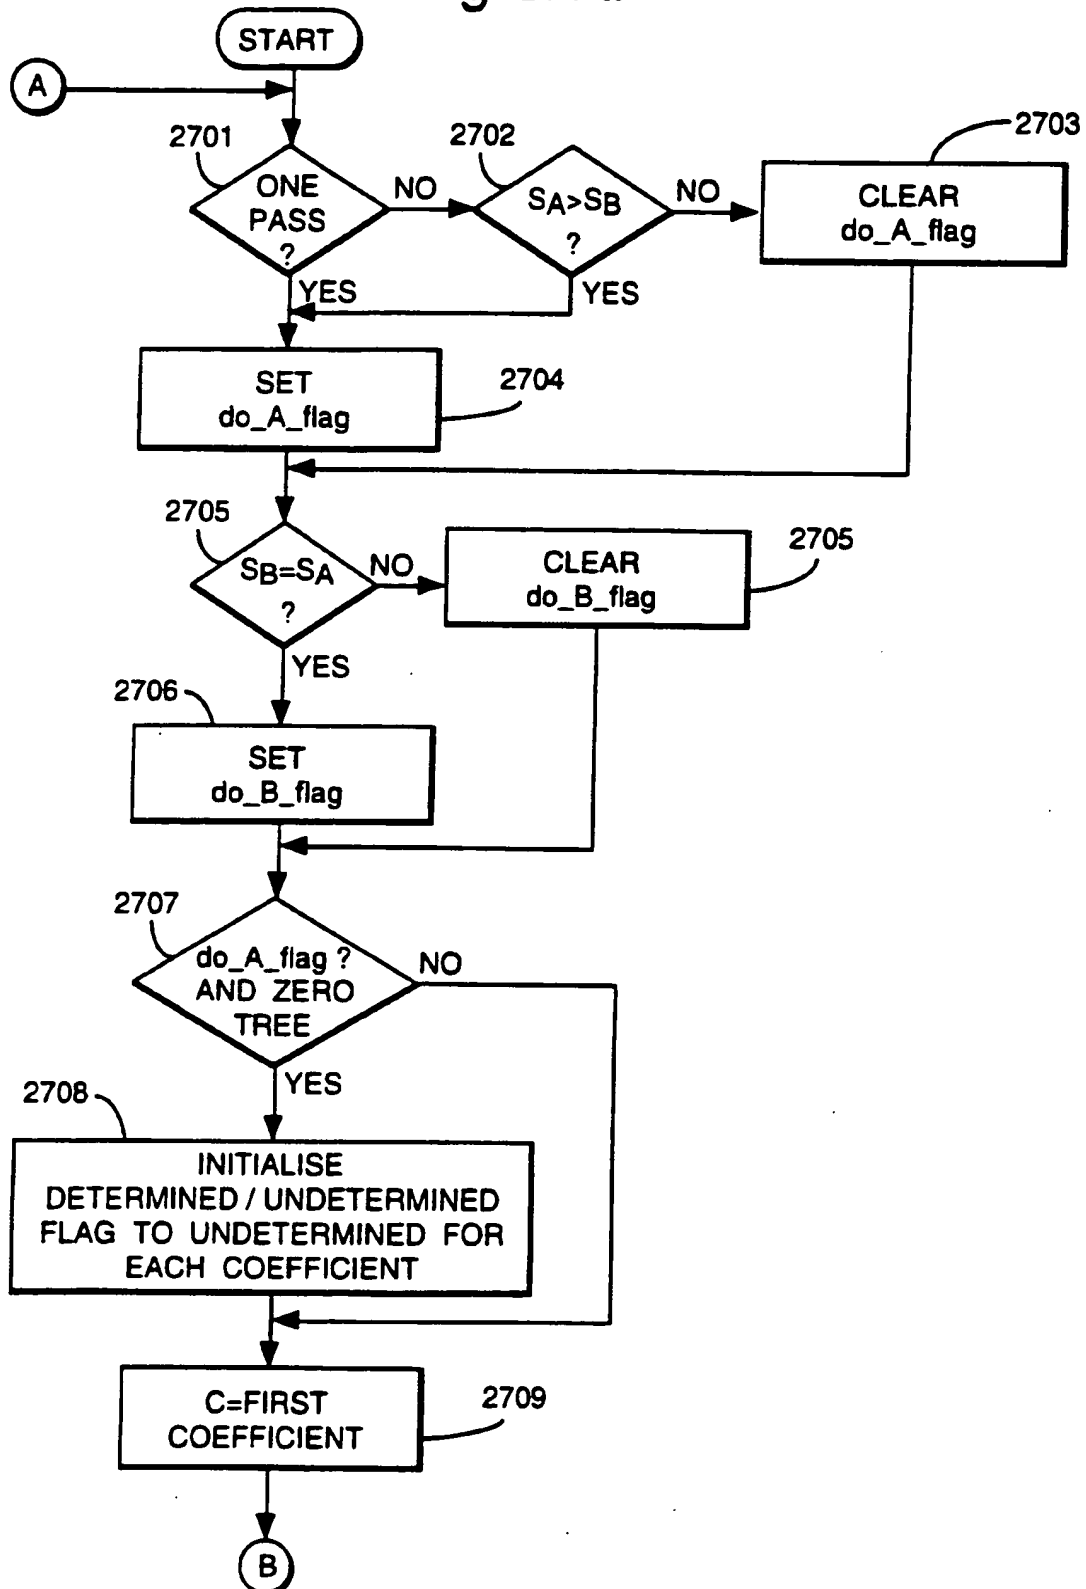 START
A
2701
2702
2703
ONE
PASS
?
NO
SA>SB
?
NO
CLEAR
do_A_flag
YES
YES
SET
do_A_flag
2704
2705
SB=SA
?
NO
CLEAR
do_B_flag
2705
YES
2706
SET
do_B_flag
2707
do_A_flag ?
AND ZERO
TREE
NO
YES
2708
INITIALISE
DETERMINED / UNDETERMINED
FLAG TO UNDETERMINED FOR
EACH COEFFICIENT
C=FIRST
COEFFICIENT
2709
B